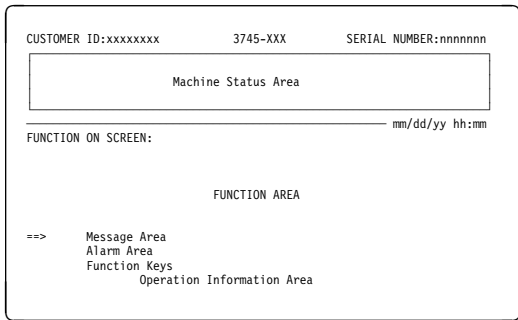 CUSTOMER ID:xxxxxxxx 3745-XXX SERIAL NUMBER:nnnnnnn
Machine Status Area
mm/dd/yy hh:mm
FUNCTION ON SCREEN:
FUNCTION AREA
==> Message Area
Alarm Area
Function Keys
Operation Information Area